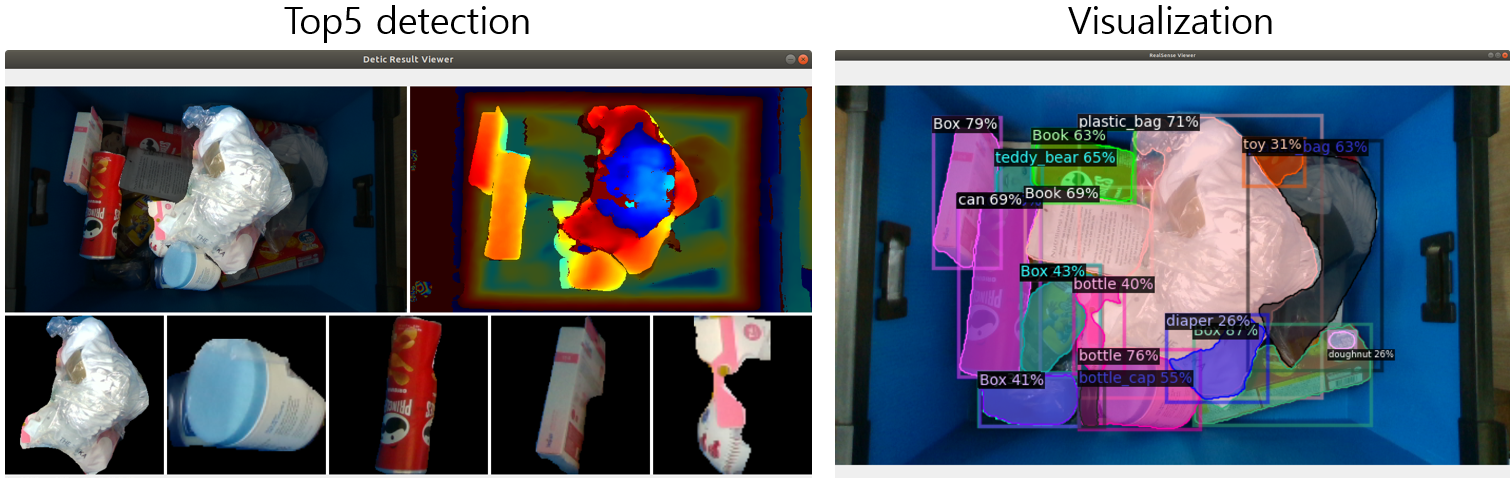 Top5 detection
Visualization
Detic Result Viewer
RealSense Viewer
Box 79%
plastic_bag 71%
Book 63%
toy 31%
_bag 63%
teddy_bear 65%
can 69%
Book 69%
Box 43%
bottle 40%
diaper 26%
Box 87%
doughnut 26%
bottle 76%
Box 41%
bottle_cap 55%
PRINGLES